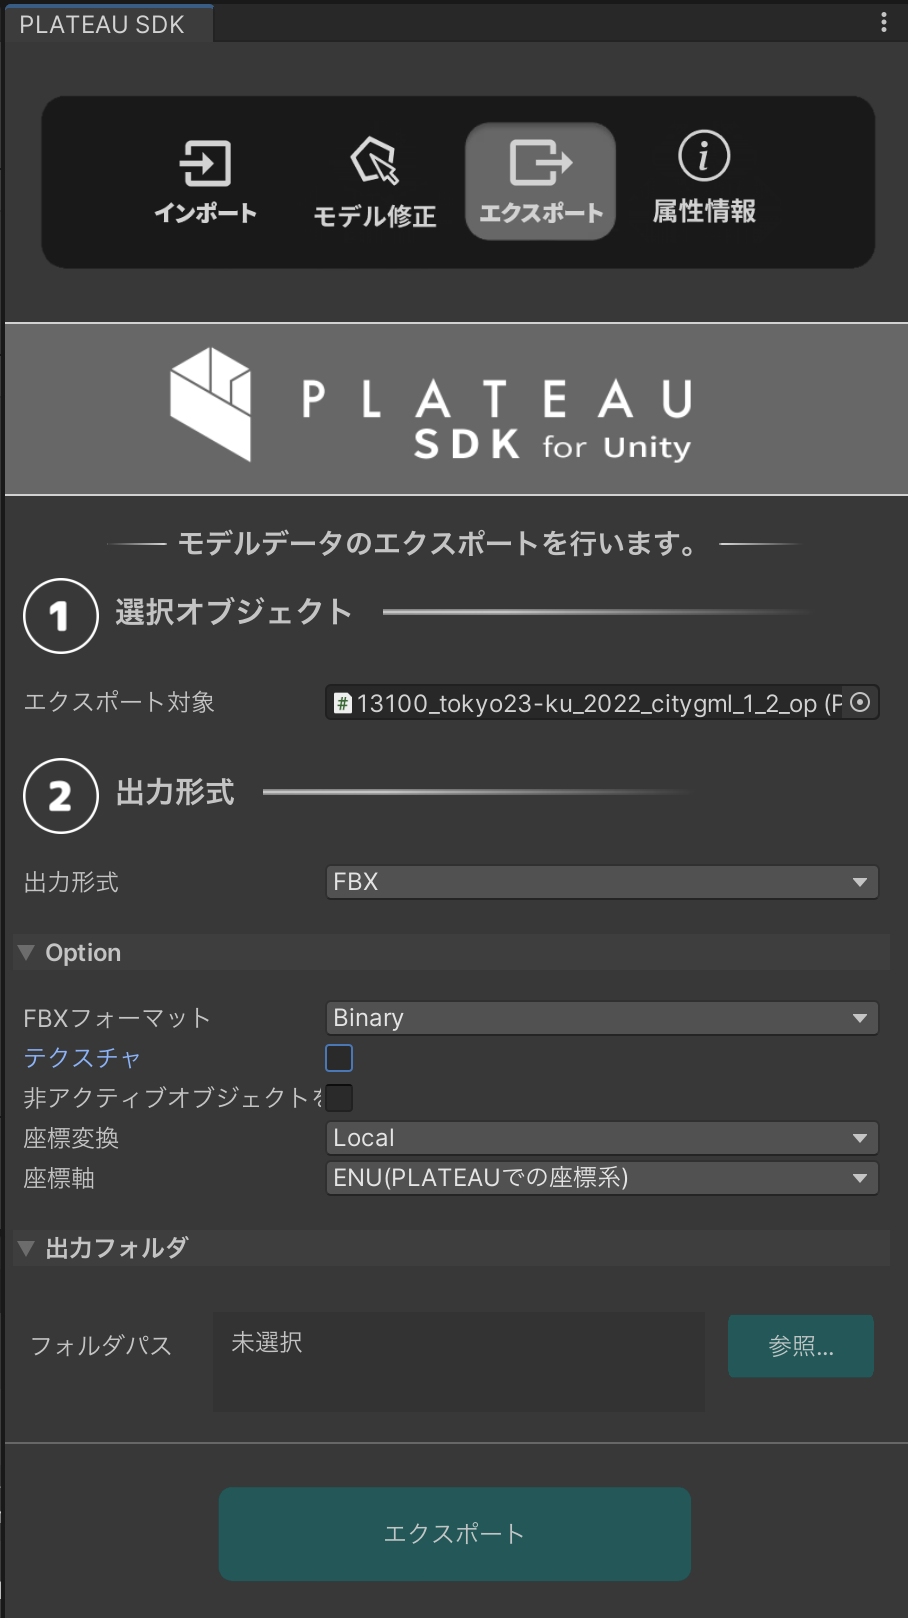 PLATEAU SDK
インポート モデル修正 エクスポート 属性情報
PLATEAU
SDK for Unity
モデルデータのエクスポートを行います。
1 選択オブジェクト
エクスポート対象 13100_tokyo23-ku_2022_citygml_1_2_op (P
2 出力形式
出力形式 FBX
Option
FBXフォーマット Binary
テクスチャ
非アクティブオブジェクトを
座標変換 Local
座標軸 ENU(PLATEAUでの座標系)
出力フォルダ
フォルダパス 未選択 参照...
エクスポート